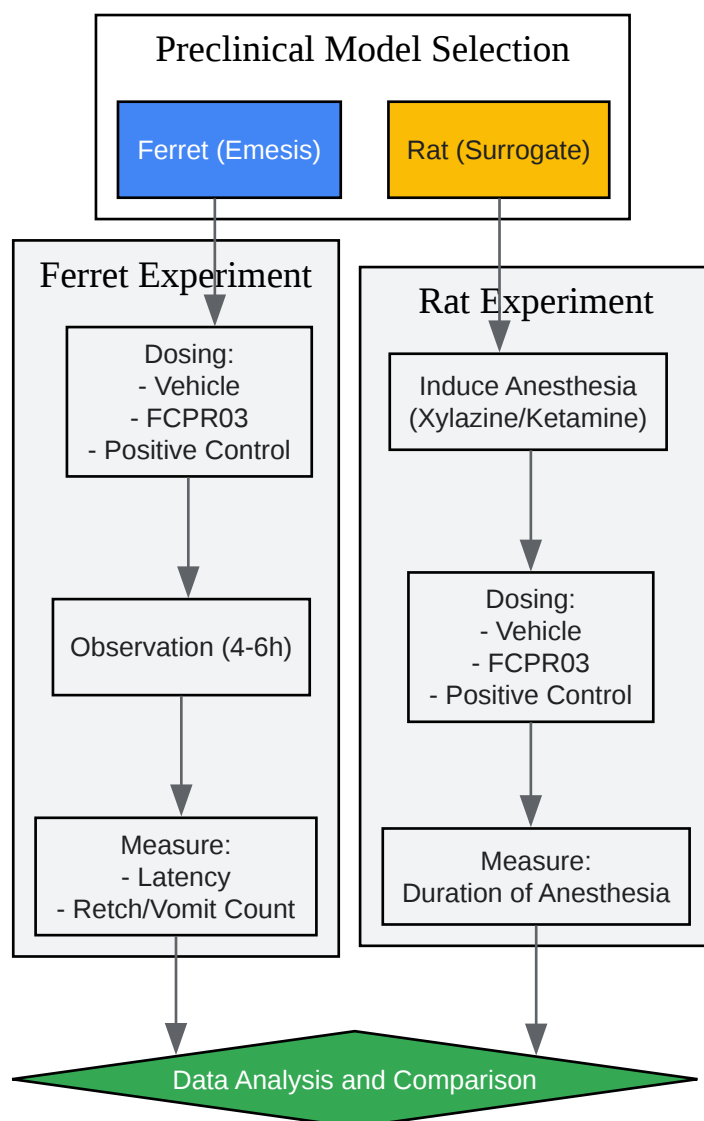 Preclinical Model Selection
Ferret (Emesis)
Rat (Surrogate)
Ferret Experiment
Dosing:
- Vehicle
- FCPR03
- Positive Control
Observation (4-6h)
Measure:
- Latency
- Retch/Vomit Count
Rat Experiment
Induce Anesthesia
(Xylazine/Ketamine)
Dosing:
- Vehicle
- FCPR03
- Positive Control
Measure:
Duration of Anesthesia
Data Analysis and Comparison